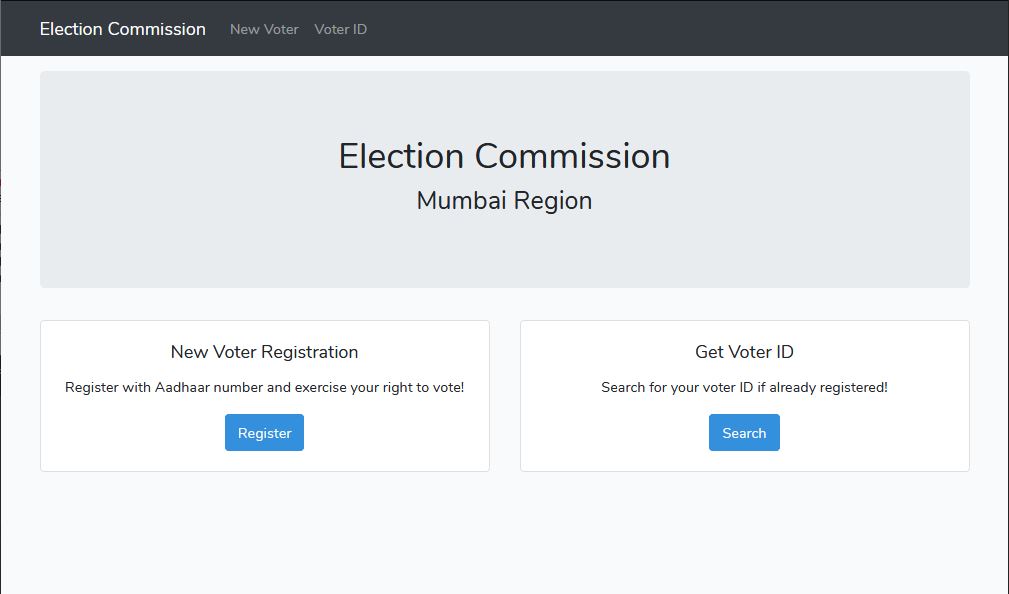 Election Commission New Voter Voter ID
Election Commission
Mumbai Region
New Voter Registration
Register with Aadhaar number and exercise your right to vote!
Register
Get Voter ID
Search for your voter ID if already registered!
Search